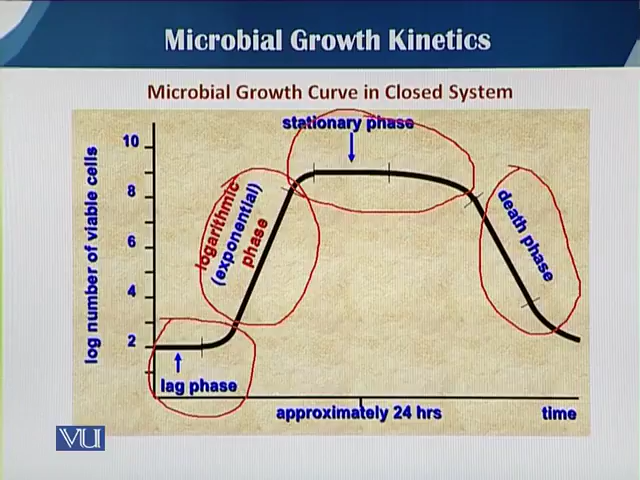 Microbial Growth Kinetics
Microbial Growth Curve in Closed System
log number of viable cells
10
8
6
4
2
stationary phase
logarithmic
(exponential)
phase
death phase
lag phase
approximately 24 hrs
time
VU